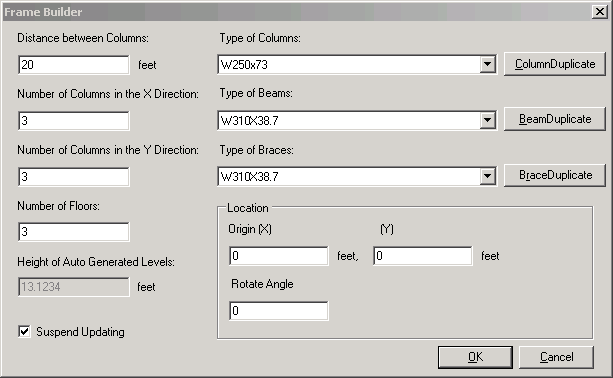 Frame Builder
Distance between Columns: Type of Columns:
20 feet W250x73 ColumnDuplicate
Number of Columns in the X Direction: Type of Beams:
3 W310X38.7 BeamDuplicate
Number of Columns in the Y Direction: Type of Braces:
3 W310X38.7 BraceDuplicate
Number of Floors: Location
3 Origin (X) (Y)
0 feet, 0 feet
Height of Auto Generated Levels: Rotate Angle
13.1234 feet 0
Suspend Updating
OK Cancel